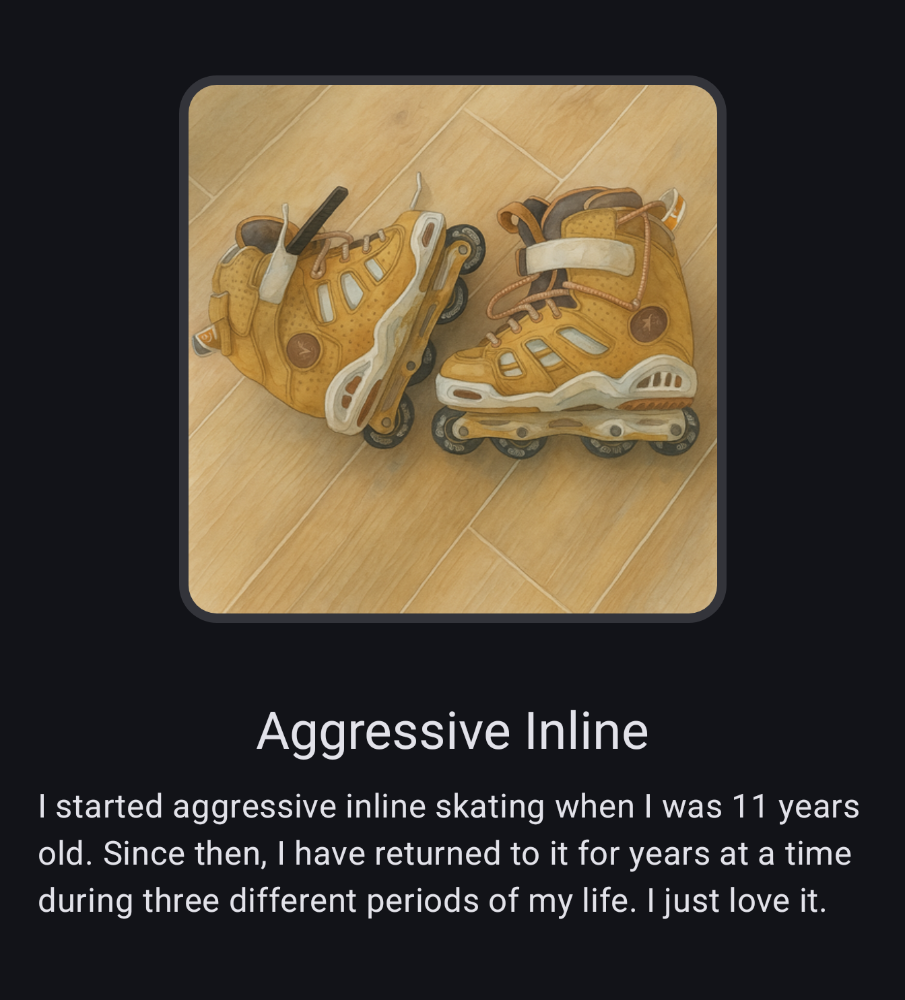 Aggressive Inline
I started aggressive inline skating when I was 11 years
old. Since then, I have returned to it for years at a time
during three different periods of my life. I just love it.